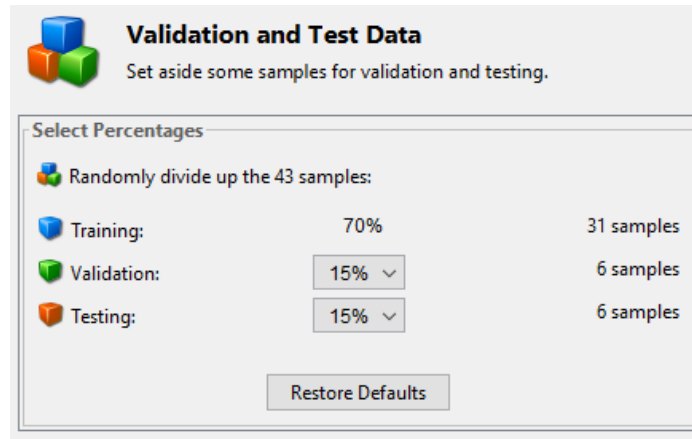 Validation and Test Data
Set aside some samples for validation and testing.
Select Percentages
Randomly divide up the 43 samples:
Training: 70% 31 samples
Validation: 15% 6 samples
Testing: 15% 6 samples
Restore Defaults